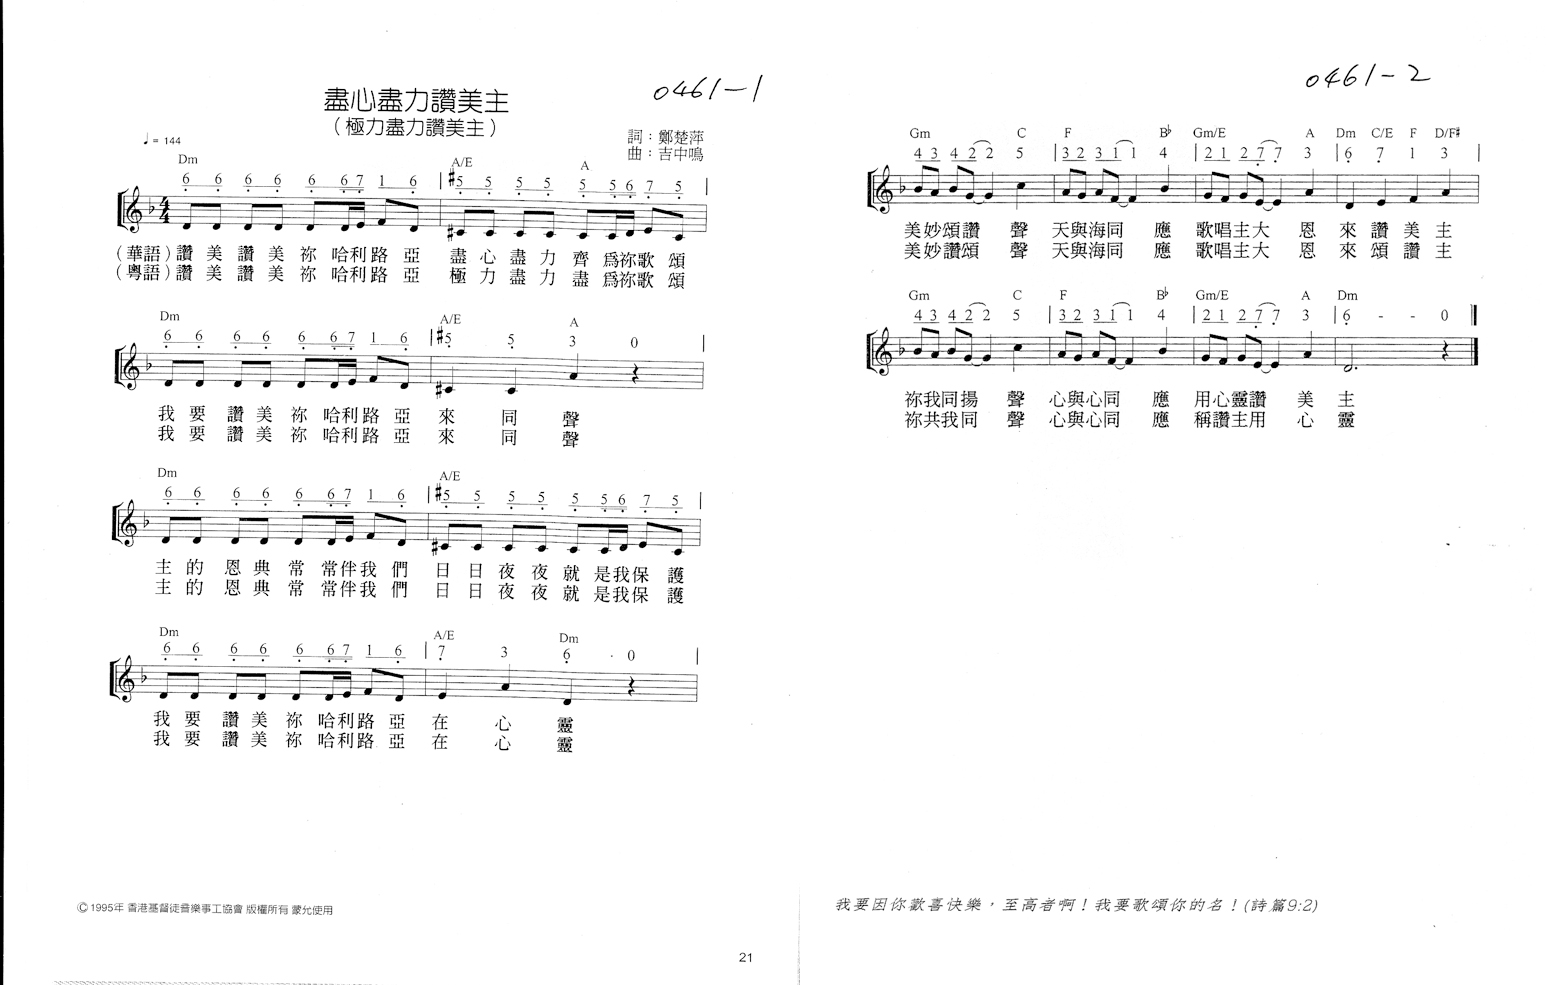 盡心盡力讚美主
0461-1
（極力盡力讚美主）
♩= 144
詞：鄭楚萍
曲：吉中鳴
Dm A/E A
6 6 6 6 6 6 7 1 6 | #5 5 5 5 5 5 6 7 5 |
4/4
（華語）讚 美 讚 美 祢 哈利路 亞 盡 心 盡 力 齊 爲祢歌 頌
（粵語）讚 美 讚 美 祢 哈利路 亞 極 力 盡 力 盡 爲祢歌 頌
Dm A/E A
6 6 6 6 6 6 7 1 6 | #5 5 3 0 |
我 要 讚 美 祢 哈利路 亞 來 同 聲
我 要 讚 美 祢 哈利路 亞 來 同 聲
Dm A/E
6 6 6 6 6 6 7 1 6 | #5 5 5 5 5 5 6 7 5 |
主 的 恩 典 常 常伴我 們 日 日 夜 夜 就 是我保 護
主 的 恩 典 常 常伴我 們 日 日 夜 夜 就 是我保 護
Dm A/E Dm
6 6 6 6 6 6 7 1 6 | 7 3 6 0 |
我 要 讚 美 祢 哈利路 亞 在 心 靈
我 要 讚 美 祢 哈利路 亞 在 心 靈
©1995年 香港基督徒音樂事工協會 版權所有 蒙允使用
21
0461-2
Gm C F B♭ Gm/E A Dm C/E F D/F#
4 3 4 2 2 5 | 3 2 3 1 1 4 | 2 1 2 7 7 3 | 6 7 1 3 |
美妙頌讚 聲 天與海同 應 歌唱主大 恩 來 讚 美 主
美妙讚頌 聲 天與海同 應 歌唱主大 恩 來 頌 讚 主
Gm C F B♭ Gm/E A Dm
4 3 4 2 2 5 | 3 2 3 1 1 4 | 2 1 2 7 7 3 | 6 - - 0
祢我同揚 聲 心與心同 應 用心靈讚 美 主
祢共我同 聲 心與心同 應 稱讚主用 心 靈
我要因你歡喜快樂，至高者啊！我要歌頌你的名！(詩篇9:2)